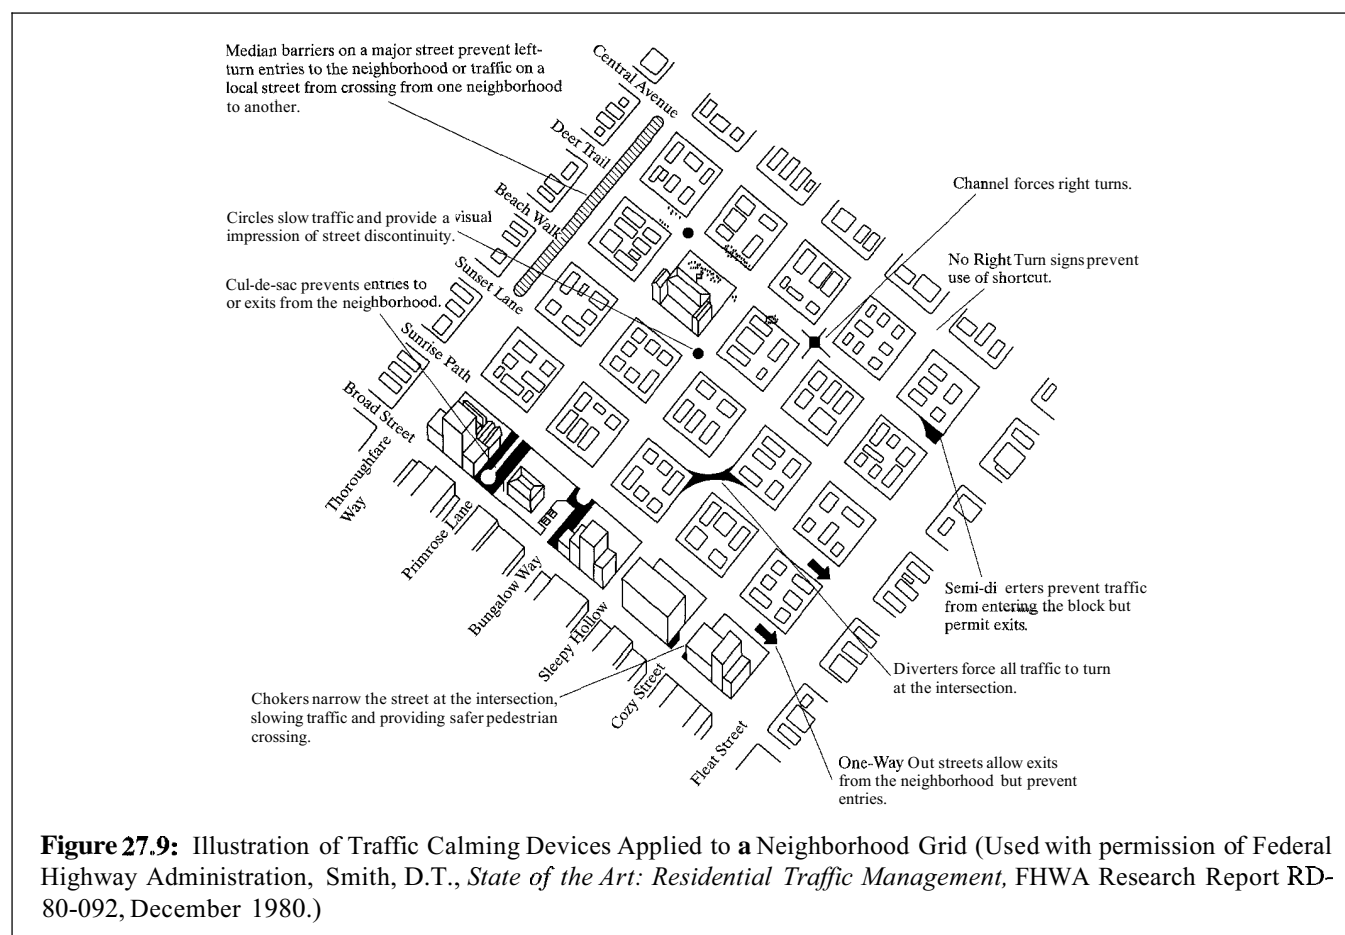 Median barriers on a major street prevent left-
turn entries to the neighborhood or traffic on a
local street from crossing from one neighborhood
to another.
Central Avenue
Deer Trail
Beach Walk
Sunset Lane
Sunrise Path
Broad Street
Circles slow traffic and provide a visual
impression of street discontinuity.
Cul-de-sac prevents entries to
or exits from the neighborhood.
Channel forces right turns.
No Right Turn signs prevent
use of shortcut.
Thoroughfare
Way
Primrose Lane
Bungalow Way
Sleepy Hollow
Cozy Street
Fleat Street
Semi-di erters prevent traffic
from entering the block but
permit exits.
Diverters force all traffic to turn
at the intersection.
Chokers narrow the street at the intersection,
slowing traffic and providing safer pedestrian
crossing.
One-Way Out streets allow exits
from the neighborhood but prevent
entries.
Figure 27.9: Illustration of Traffic Calming Devices Applied to a Neighborhood Grid (Used with permission of Federal
Highway Administration, Smith, D.T., State of the Art: Residential Traffic Management, FHWA Research Report RD-
80-092, December 1980.)